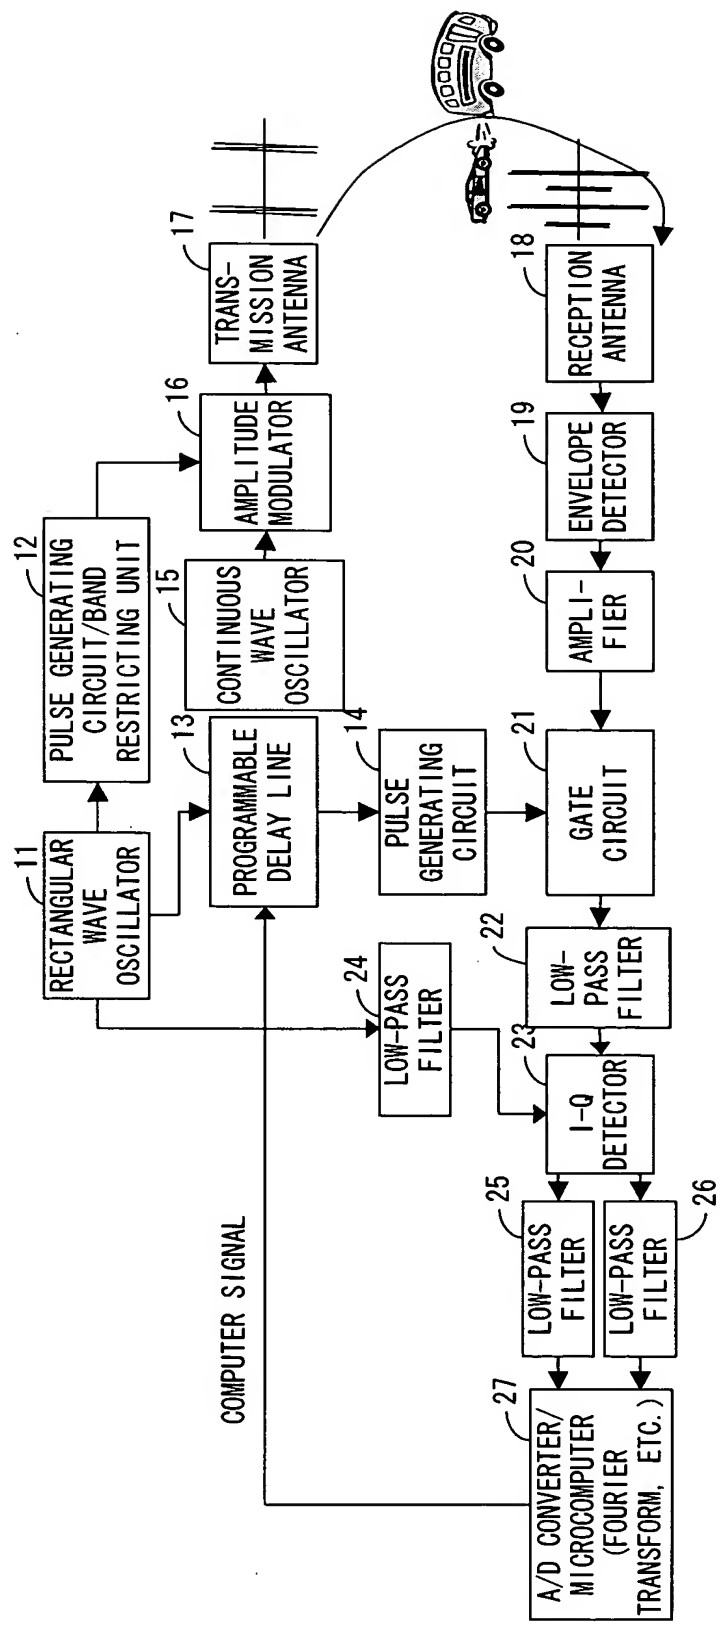 11
RECTANGULAR
WAVE
OSCILLATOR
12
PULSE GENERATING
CIRCUIT/BAND
RESTRICTING UNIT
13
PROGRAMMABLE
DELAY LINE
14
PULSE
GENERATING
CIRCUIT
15
CONTINUOUS
WAVE
OSCILLATOR
16
AMPLITUDE
MODULATOR
17
TRANS-
MISSION
ANTENNA
18
RECEPTION
ANTENNA
19
ENVELOPE
DETECTOR
20
AMPLI-
FIER
21
GATE
CIRCUIT
22
LOW-
PASS
FILTER
23
I-Q
DETECTOR
24
LOW-PASS
FILTER
25
LOW-PASS
FILTER
26
LOW-PASS
FILTER
27
A/D CONVERTER/
MICROCOMPUTER
(FOURIER
TRANSFORM, ETC.)
COMPUTER SIGNAL